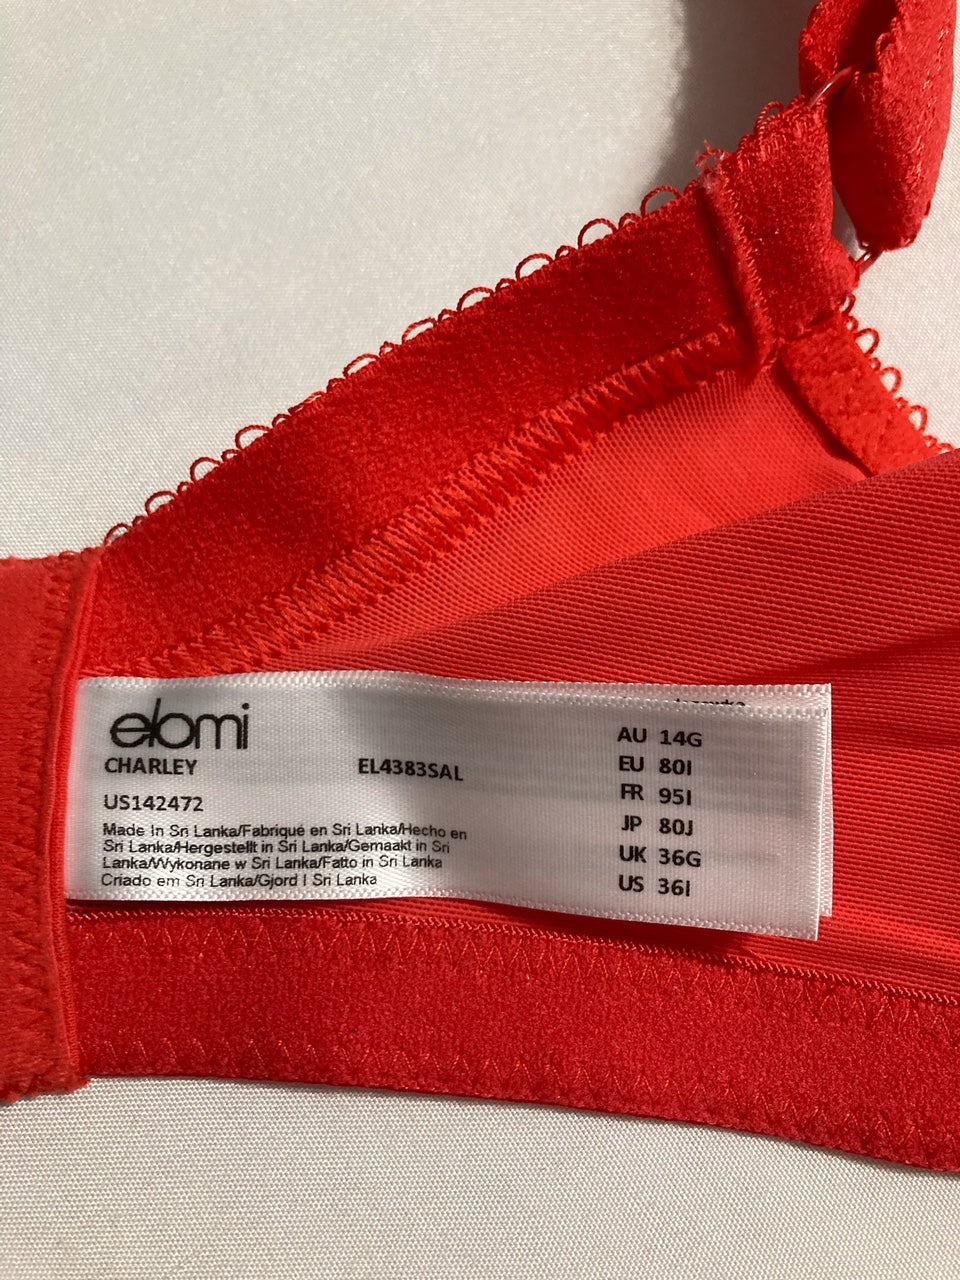 elomi
CHARLEY EL4383SAL
US142472
Made In Sri Lanka/Fabriqué en Sri Lanka/Hecho en
Sri Lanka/Hergestellt in Sri Lanka/Gemaakt in Sri
Lanka/Wykonane w Sri Lanka/Fatto in Sri Lanka
Criado em Sri Lanka/Gjord I Sri Lanka
AU 14G
EU 80I
FR 95I
JP 80J
UK 36G
US 36I